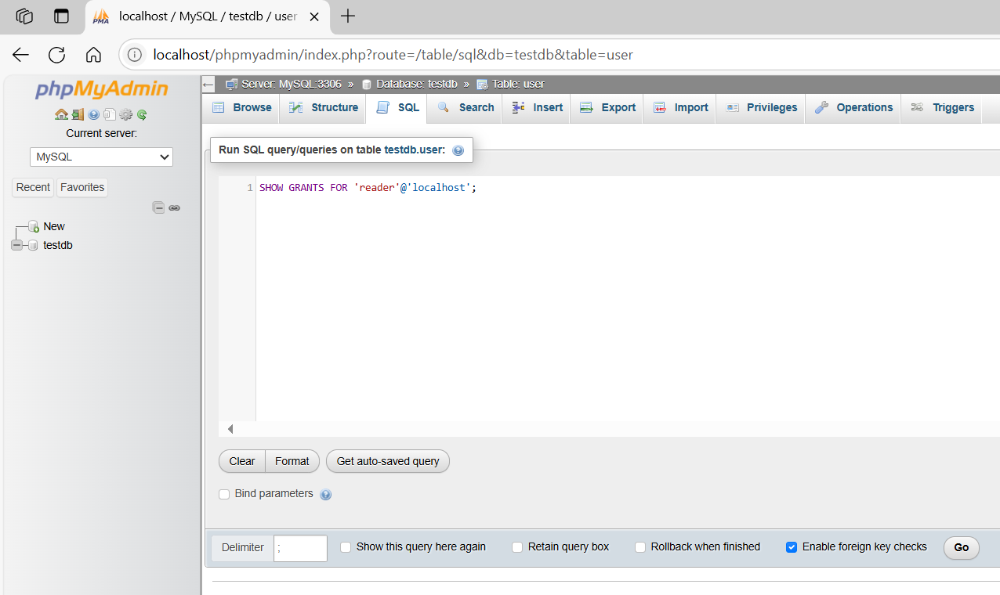 PMA
localhost / MySQL / testdb / user
localhost/phpmyadmin/index.php?route=/table/sql&db=testdb&table=user
phpMyAdmin
Current server:
MySQL
Recent Favorites
New
testdb
Server: MySQL:3306 » Database: testdb » Table: user
Browse Structure SQL Search Insert Export Import Privileges Operations Triggers
Run SQL query/queries on table testdb.user:
1 SHOW GRANTS FOR 'reader'@'localhost';
Clear Format Get auto-saved query
Bind parameters
Delimiter ; Show this query here again Retain query box Rollback when finished Enable foreign key checks Go